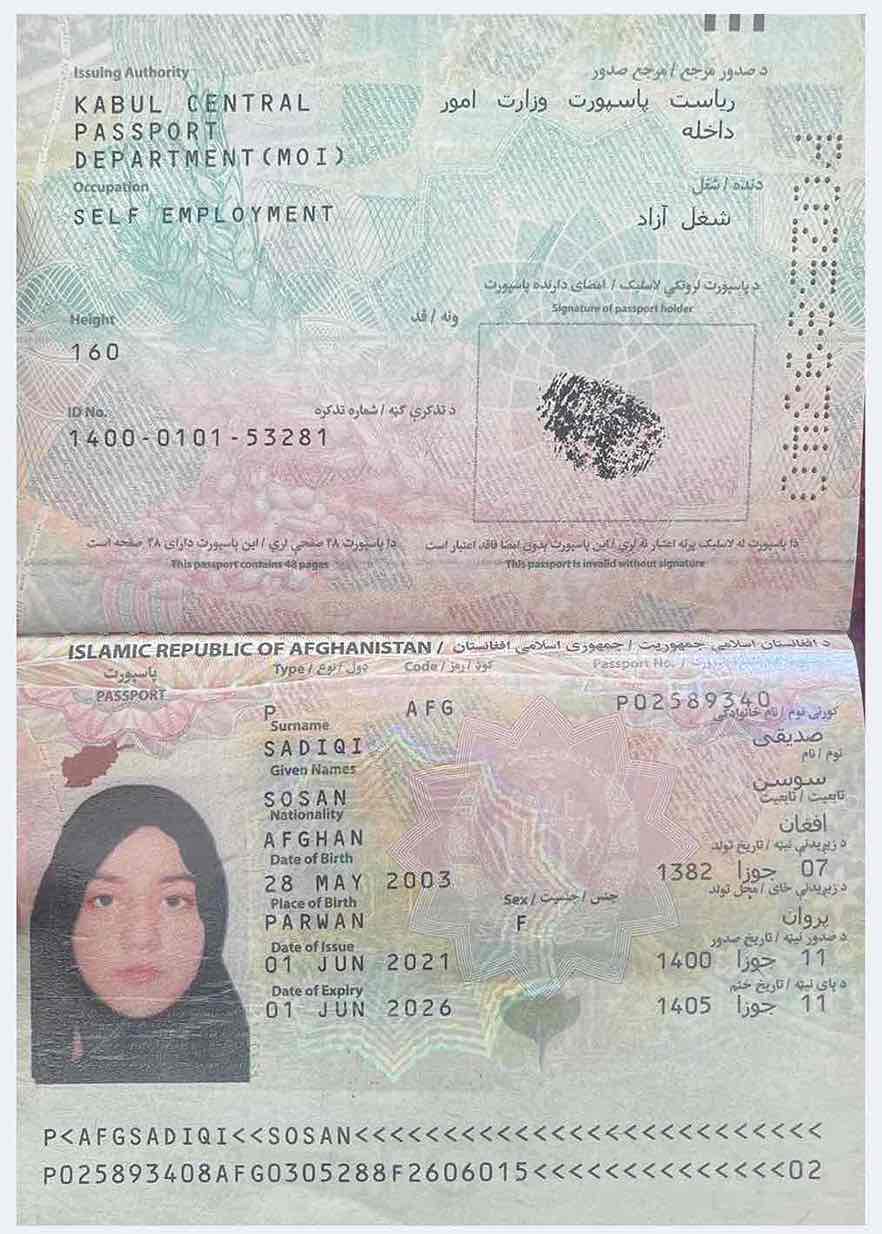 Issuing Authority د صدور مرجع / مرجع صدور
KABUL CENTRAL ریاست پاسپورت وزارت امور
PASSPORT داخله
DEPARTMENT(MOI)
Occupation دنده / شغل
SELF EMPLOYMENT شغل آزاد
د پاسپورت لرونکي لاسلیک / امضای دارنده پاسپورت
Signature of passport holder
Height ونه / قد
160
ID No. د تذکرې ګڼه / شماره تذکره
1400-0101-53281
دا پاسپورت ۴۸ صفحې لري / این پاسپورت دارای ۴۸ صفحه است
This passport contains 48 pages
دا پاسپورت له لاسلیک پرته اعتبار نه لري / این پاسپورت بدون امضا فاقد اعتبار است
This passport is invalid without signature
ISLAMIC REPUBLIC OF AFGHANISTAN / د افغانستان اسلامي جمهوریت / جمهوری اسلامی افغانستان
پاسپورت
PASSPORT
Type / ډول / نوع Code / کوډ / رمز Passport No. /
P AFG P02589340
Surname کورنی نوم / نام خانوادگی
SADIQI صدیقی
Given Names نوم / نام
SOSAN سوسن
Nationality تابعیت / تابعیت
AFGHAN افغان
Date of Birth د زیږیدنې نېټه / تاریخ تولد
28 MAY 2003 07 جوزا 1382
Place of Birth د زیږیدنې ځای / محل تولد
Sex / جنس / جنسیت
PARWAN F پروان
Date of Issue د صدور نېټه / تاریخ صدور
01 JUN 2021 11 جوزا 1400
Date of Expiry د پای نېټه / تاریخ ختم
01 JUN 2026 11 جوزا 1405
P<AFGSADIQI<<SOSAN<<<<<<<<<<<<<<<<<<<<<<<<<<
P025893408AFG0305288F2606015<<<<<<<<<<<<<<02